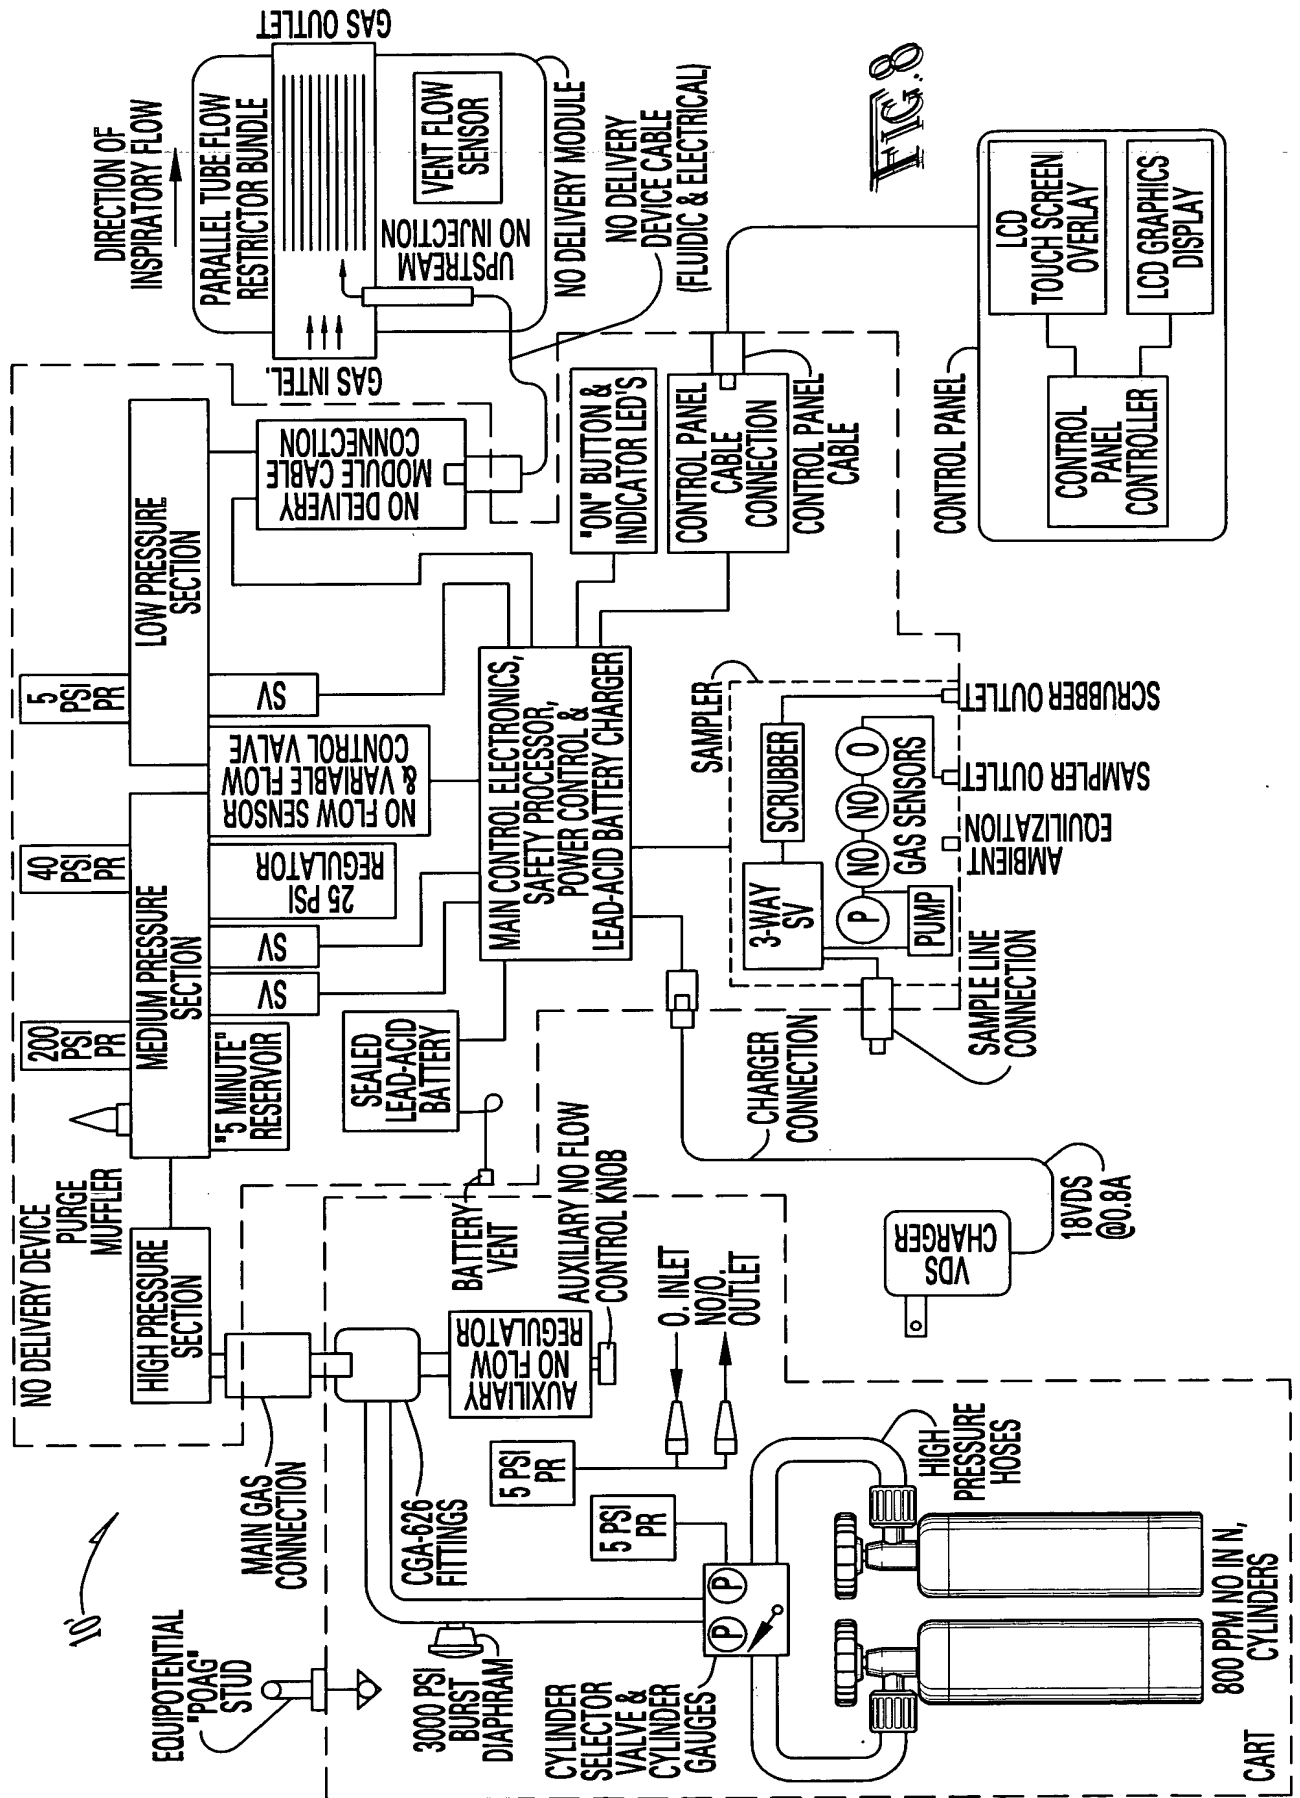 NO DELIVERY DEVICE
PURGE
MUFFLER
HIGH PRESSURE
SECTION
200
PSI
PR
40
PSI
PR
5
PSI
PR
MEDIUM PRESSURE
SECTION
LOW PRESSURE
SECTION
"5 MINUTE"
RESERVOIR
SV
SV
25 PSI
REGULATOR
NO FLOW SENSOR
& VARIABLE FLOW
CONTROL VALVE
SV
NO DELIVERY
MODULE CABLE
CONNECTION
GAS INTEL.
DIRECTION OF
INSPIRATORY FLOW
PARALLEL TUBE FLOW
RESTRICTOR BUNDLE
GAS OUTLET
UPSTREAM
NO INJECTION
VENT FLOW
SENSOR
NO DELIVERY MODULE
NO DELIVERY
DEVICE CABLE
(FLUIDIC & ELECTRICAL)
10'
EQUIPOTENTIAL
"POAG"
STUD
MAIN GAS
CONNECTION
CGA-626
FITTINGS
3000 PSI
BURST
DIAPHRAM
AUXILIARY
NO FLOW
REGULATOR
AUXILIARY NO FLOW
CONTROL KNOB
BATTERY
VENT
SEALED
LEAD-ACID
BATTERY
MAIN CONTROL ELECTRONICS,
SAFETY PROCESSOR,
POWER CONTROL &
LEAD-ACID BATTERY CHARGER
"ON" BUTTON &
INDICATOR LED'S
CONTROL PANEL
CABLE
CONNECTION
CONTROL PANEL
CABLE
5 PSI
PR
5 PSI
PR
O. INLET
NO/O.
OUTLET
CYLINDER
SELECTOR
VALVE &
CYLINDER
GAUGES
P
P
HIGH
PRESSURE
HOSES
800 PPM NO IN N,
CYLINDERS
CART
VDS
CHARGER
18VDS
@0.8A
CHARGER
CONNECTION
SAMPLER
3-WAY
SV
SCRUBBER
P
NO
NO
O
GAS SENSORS
PUMP
SAMPLE LINE
CONNECTION
AMBIENT
EQUILIZATION
SAMPLER OUTLET
SCRUBBER OUTLET
CONTROL PANEL
CONTROL
PANEL
CONTROLLER
LCD
TOUCH SCREEN
OVERLAY
LCD GRAPHICS
DISPLAY
FIG. 8